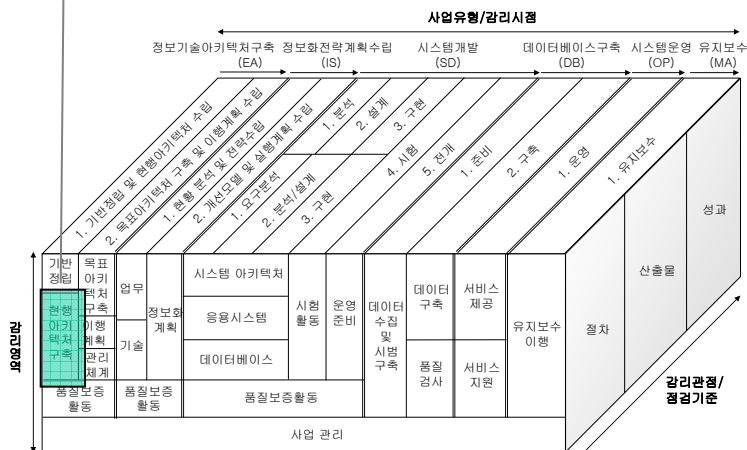 사업유형/감리시점
정보기술아키텍처구축
(EA)
정보화전략계획수립
(IS)
시스템개발
(SD)
데이터베이스구축
(DB)
시스템운영
(OP)
유지보수
(MA)
1. 기반정립 및 현행아키텍처 수립
2. 목표아키텍처 구축 및 이행계획 수립
1. 현황 분석 및 전략수립
2. 개선모델 및 실행계획 수립
1. 분석
2. 설계
3. 구현
1. 요구분석
2. 분석/설계
3. 구현
4. 시험
5. 전개
1. 준비
2. 구축
1. 운영
1. 유지보수
감리영역
기반
정립
현행
아키
텍처
구축
목표
아키
텍처
구축
이행
계획
관리
체계
품질보증
활동
업무
기술
정보화
계획
품질보증
활동
시스템 아키텍처
응용시스템
데이터베이스
시험
활동
운영
준비
품질보증활동
데이터
수집
및
시범
구축
데이터
구축
품질
검사
서비스
제공
서비스
지원
유지보수
이행
사업 관리
절차
산출물
성과
감리관점/
점검기준